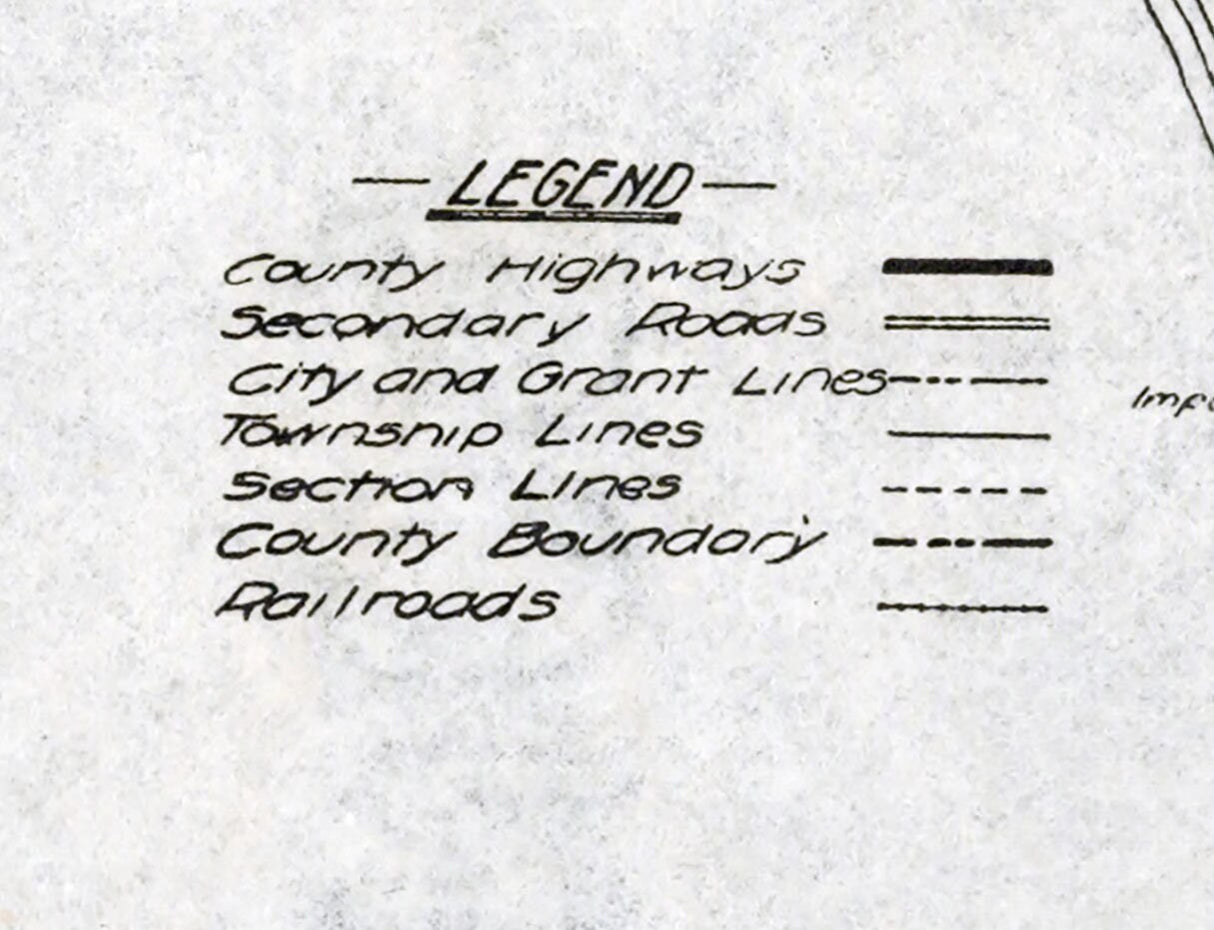 — LEGEND —
County Highways
Secondary Roads
City and Grant Lines
Township Lines
Section Lines
County Boundary
Railroads